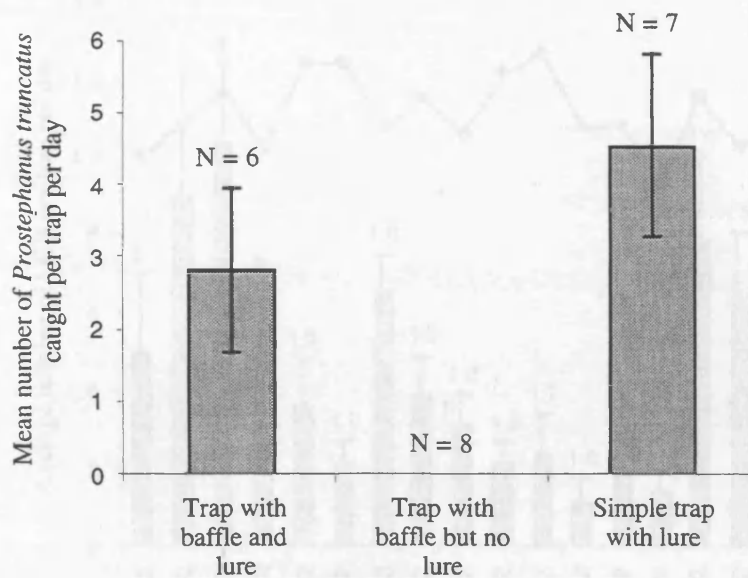 Mean number of Prostephanus truncatus
caught per trap per day
6
5
4
3
2
1
0
N = 6
N = 8
N = 7
Trap with
baffle and
lure
Trap with
baffle but no
lure
Simple trap
with lure